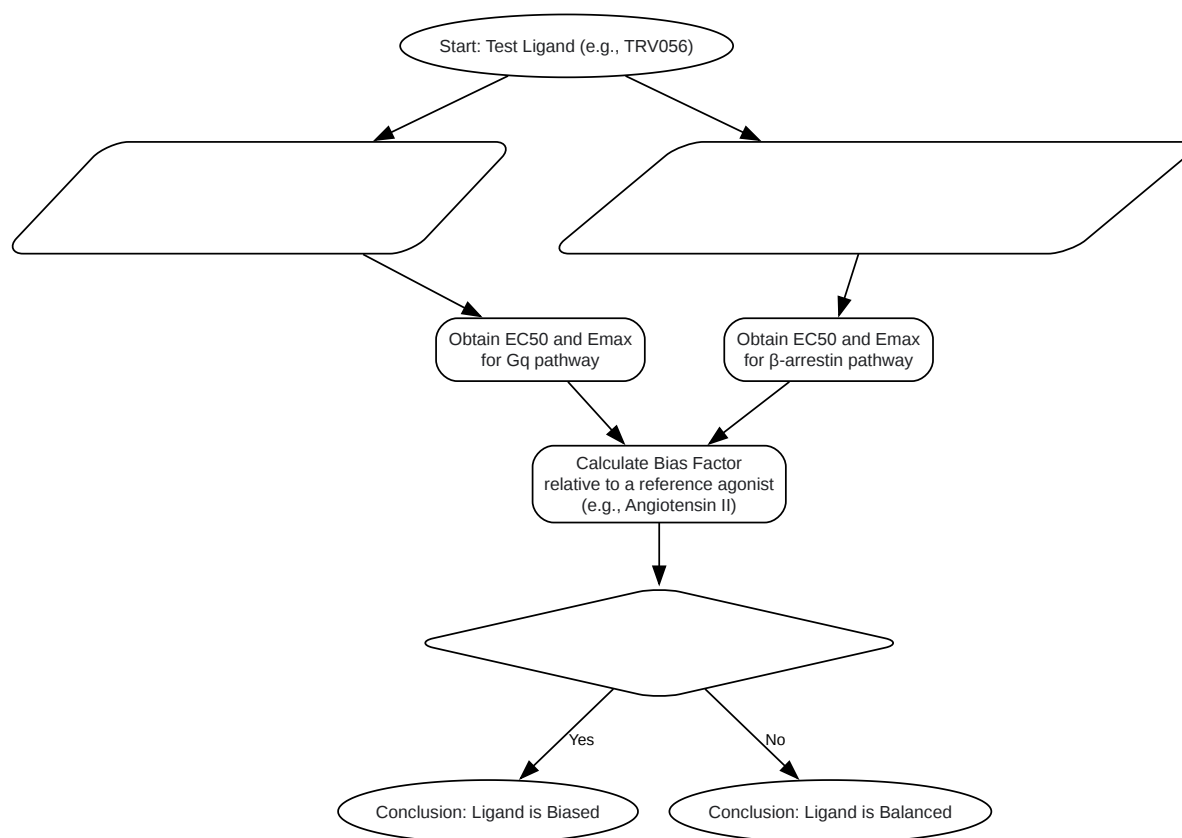 Start: Test Ligand (e.g., TRV056)
Obtain EC50 and Emax
for Gq pathway
Obtain EC50 and Emax
for β-arrestin pathway
Calculate Bias Factor
relative to a reference agonist
(e.g., Angiotensin II)
Yes
No
Conclusion: Ligand is Biased
Conclusion: Ligand is Balanced